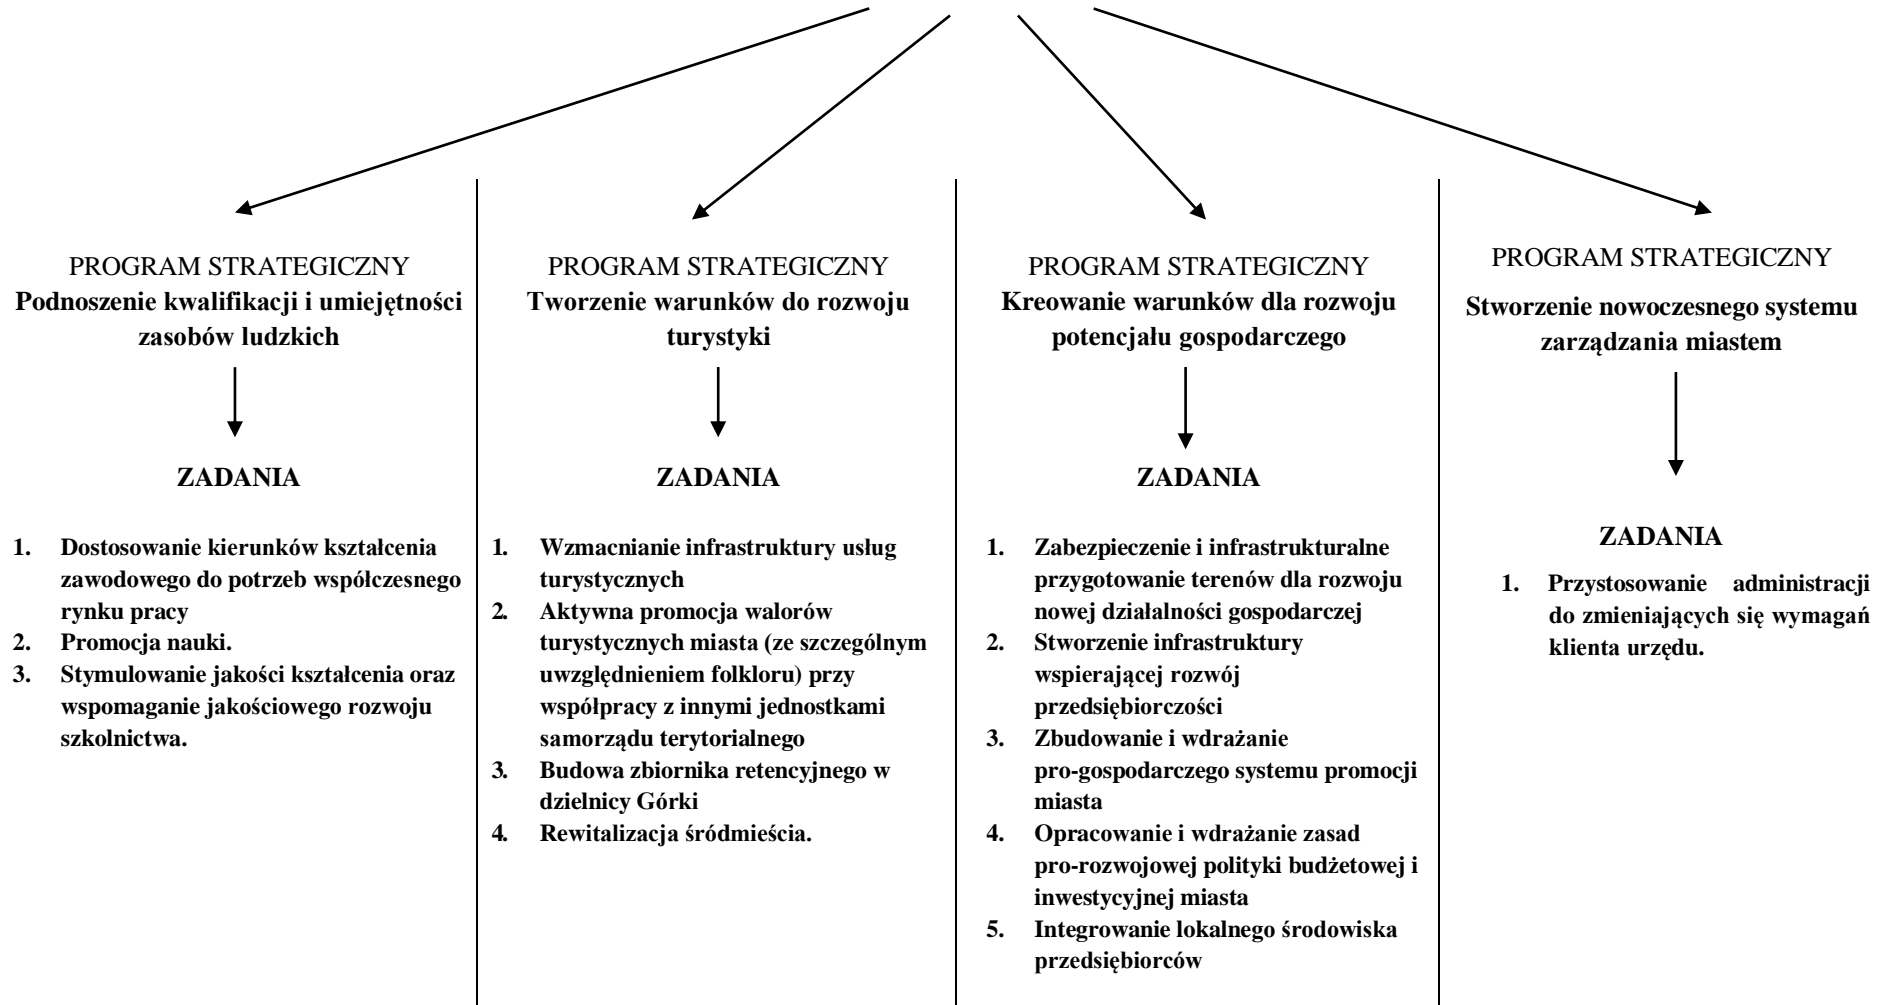 PROGRAM STRATEGICZNY
Podnoszenie kwalifikacji i umiejętności
zasobów ludzkich
ZADANIA
1. Dostosowanie kierunków kształcenia
zawodowego do potrzeb współczesnego
rynku pracy
2. Promocja nauki.
3. Stymulowanie jakości kształcenia oraz
wspomaganie jakościowego rozwoju
szkolnictwa.
PROGRAM STRATEGICZNY
Tworzenie warunków do rozwoju
turystyki
ZADANIA
1. Wzmacnianie infrastruktury usług
turystycznych
2. Aktywna promocja walorów
turystycznych miasta (ze szczególnym
uwzględnieniem folkloru) przy
współpracy z innymi jednostkami
samorządu terytorialnego
3. Budowa zbiornika retencyjnego w
dzielnicy Górki
4. Rewitalizacja śródmieścia.
PROGRAM STRATEGICZNY
Kreowanie warunków dla rozwoju
potencjału gospodarczego
ZADANIA
1. Zabezpieczenie i infrastrukturalne
przygotowanie terenów dla rozwoju
nowej działalności gospodarczej
2. Stworzenie infrastruktury
wspierającej rozwój
przedsiębiorczości
3. Zbudowanie i wdrażanie
pro-gospodarczego systemu promocji
miasta
4. Opracowanie i wdrażanie zasad
pro-rozwojowej polityki budżetowej i
inwestycyjnej miasta
5. Integrowanie lokalnego środowiska
przedsiębiorców
PROGRAM STRATEGICZNY
Stworzenie nowoczesnego systemu
zarządzania miastem
ZADANIA
1. Przystosowanie administracji
do zmieniających się wymagań
klienta urzędu.